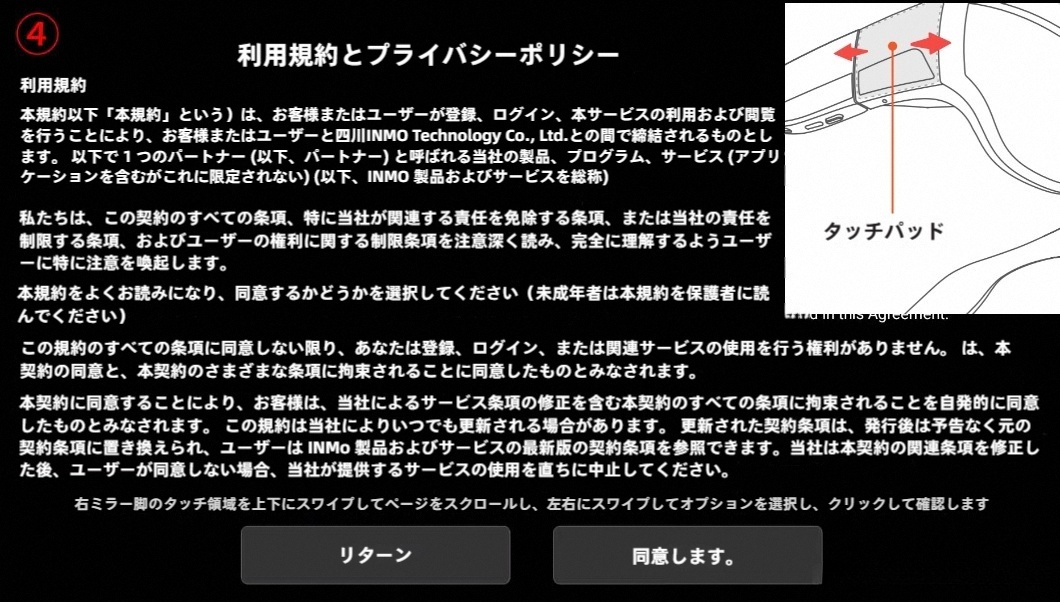 ④
利用規約とプライバシーポリシー
利用規約
本規約以下「本規約」という)は、お客様またはユーザーが登録、ログイン、本サービスの利用および閲覧
を行うことにより、お客様またはユーザーと四川INMO Technology Co., Ltd.との間で締結されるものとし
ます。 以下で 1 つのパートナー (以下、パートナー) と呼ばれる当社の製品、プログラム、サービス (アプリ
ケーションを含むがこれに限定されない) (以下、INMO 製品およびサービスを総称)
私たちは、この契約のすべての条項、特に当社が関連する責任を免除する条項、または当社の責任を
制限する条項、およびユーザーの権利に関する制限条項を注意深く読み、完全に理解するようユーザ
ーに特に注意を喚起します。
本規約をよくお読みになり、同意するかどうかを選択してください(未成年者は本規約を保護者に読
んでください)
in this Agreement.
この規約のすべての条項に同意しない限り、あなたは登録、ログイン、または関連サービスの使用を行う権利がありません。 は、本
契約の同意と、本契約のさまざまな条項に拘束されることに同意したものとみなされます。
本契約に同意することにより、お客様は、当社によるサービス条項の修正を含む本契約のすべての条項に拘束されることを自発的に同意
したものとみなされます。 この規約は当社によりいつでも更新される場合があります。 更新された契約条項は、発行後は予告なく元の
契約条項に置き換えられ、ユーザーは INMo 製品およびサービスの最新版の契約条項を参照できます。当社は本契約の関連条項を修正し
た後、ユーザーが同意しない場合、当社が提供するサービスの使用を直ちに中止してください。
右ミラー脚のタッチ領域を上下にスワイプしてページをスクロールし、左右にスワイプしてオプションを選択し、クリックして確認します
リターン
同意します。
タッチパッド